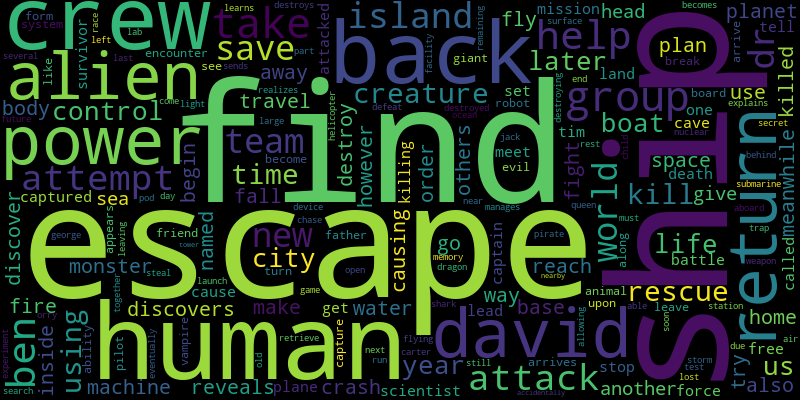 find
escape
ship
human
crew
back
alien
power
david
return
take
save
island
help
group
attack
creature
team
attempt
control
time
city
new
world
life
kill
rescue
boat
space
later
fly
planet
mission
head
dr
plan
use
us
ben
using
year
body
travel
begin
fall
destroy
however
order
others
killing
causing
captured
sea
discover
monster
fire
inside
machine
discovers
reveals
cause
make
named
friend
father
turn
get
water
plane
crash
scientist
lead
base
way
reach
go
meet
captain
fight
tim
set
away
encounter
see
survivor
form
system
trace
lab
left
like
attacked
giant
robot
evil
jack
land
end
cave
one
give
death
battle
leave
upon
animal
force
another
stop
try
free
home
also
meanwhile
called
killed
tell
arrive
break
board
nuclear
explains
secret
behind
submarine
aboard
trap
weapon
becomes
surface
sends
part
last
several
learns
destroys
remaining
facility
realizes
come
light
large
become
helicopter
defeat
destroyed
ocean
rest
destroying
future
day
pod
appears
leaving
george
tower
steal
launch
device
chase
game
open
memory
dragon
queen
near
manages
pirate
nearby
shark
must
along
child
able
station
soon
lost
storm
test
due
air
allowing
accidentally
arrives
still
carter
flying
run
next
retrieve
old
capture
vampire
eventually
ability
pilot
together
orry
search
experiment